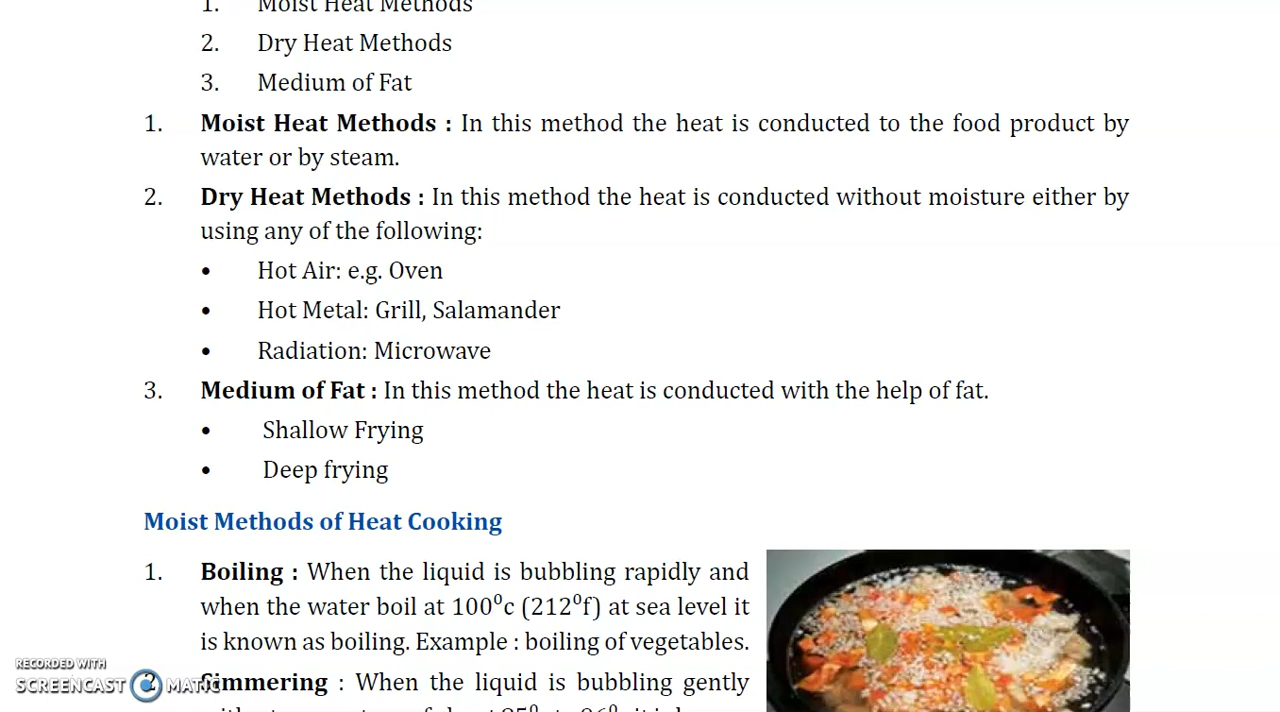 1. Moist Heat Methods
2. Dry Heat Methods
3. Medium of Fat
1. Moist Heat Methods : In this method the heat is conducted to the food product by
water or by steam.
2. Dry Heat Methods : In this method the heat is conducted without moisture either by
using any of the following:
• Hot Air: e.g. Oven
• Hot Metal: Grill, Salamander
• Radiation: Microwave
3. Medium of Fat : In this method the heat is conducted with the help of fat.
• Shallow Frying
• Deep frying
Moist Methods of Heat Cooking
1. Boiling : When the liquid is bubbling rapidly and
when the water boil at 100⁰c (212⁰f) at sea level it
is known as boiling. Example : boiling of vegetables.
Simmering : When the liquid is bubbling gently
RECORDED WITH
SCREENCAST MATIC